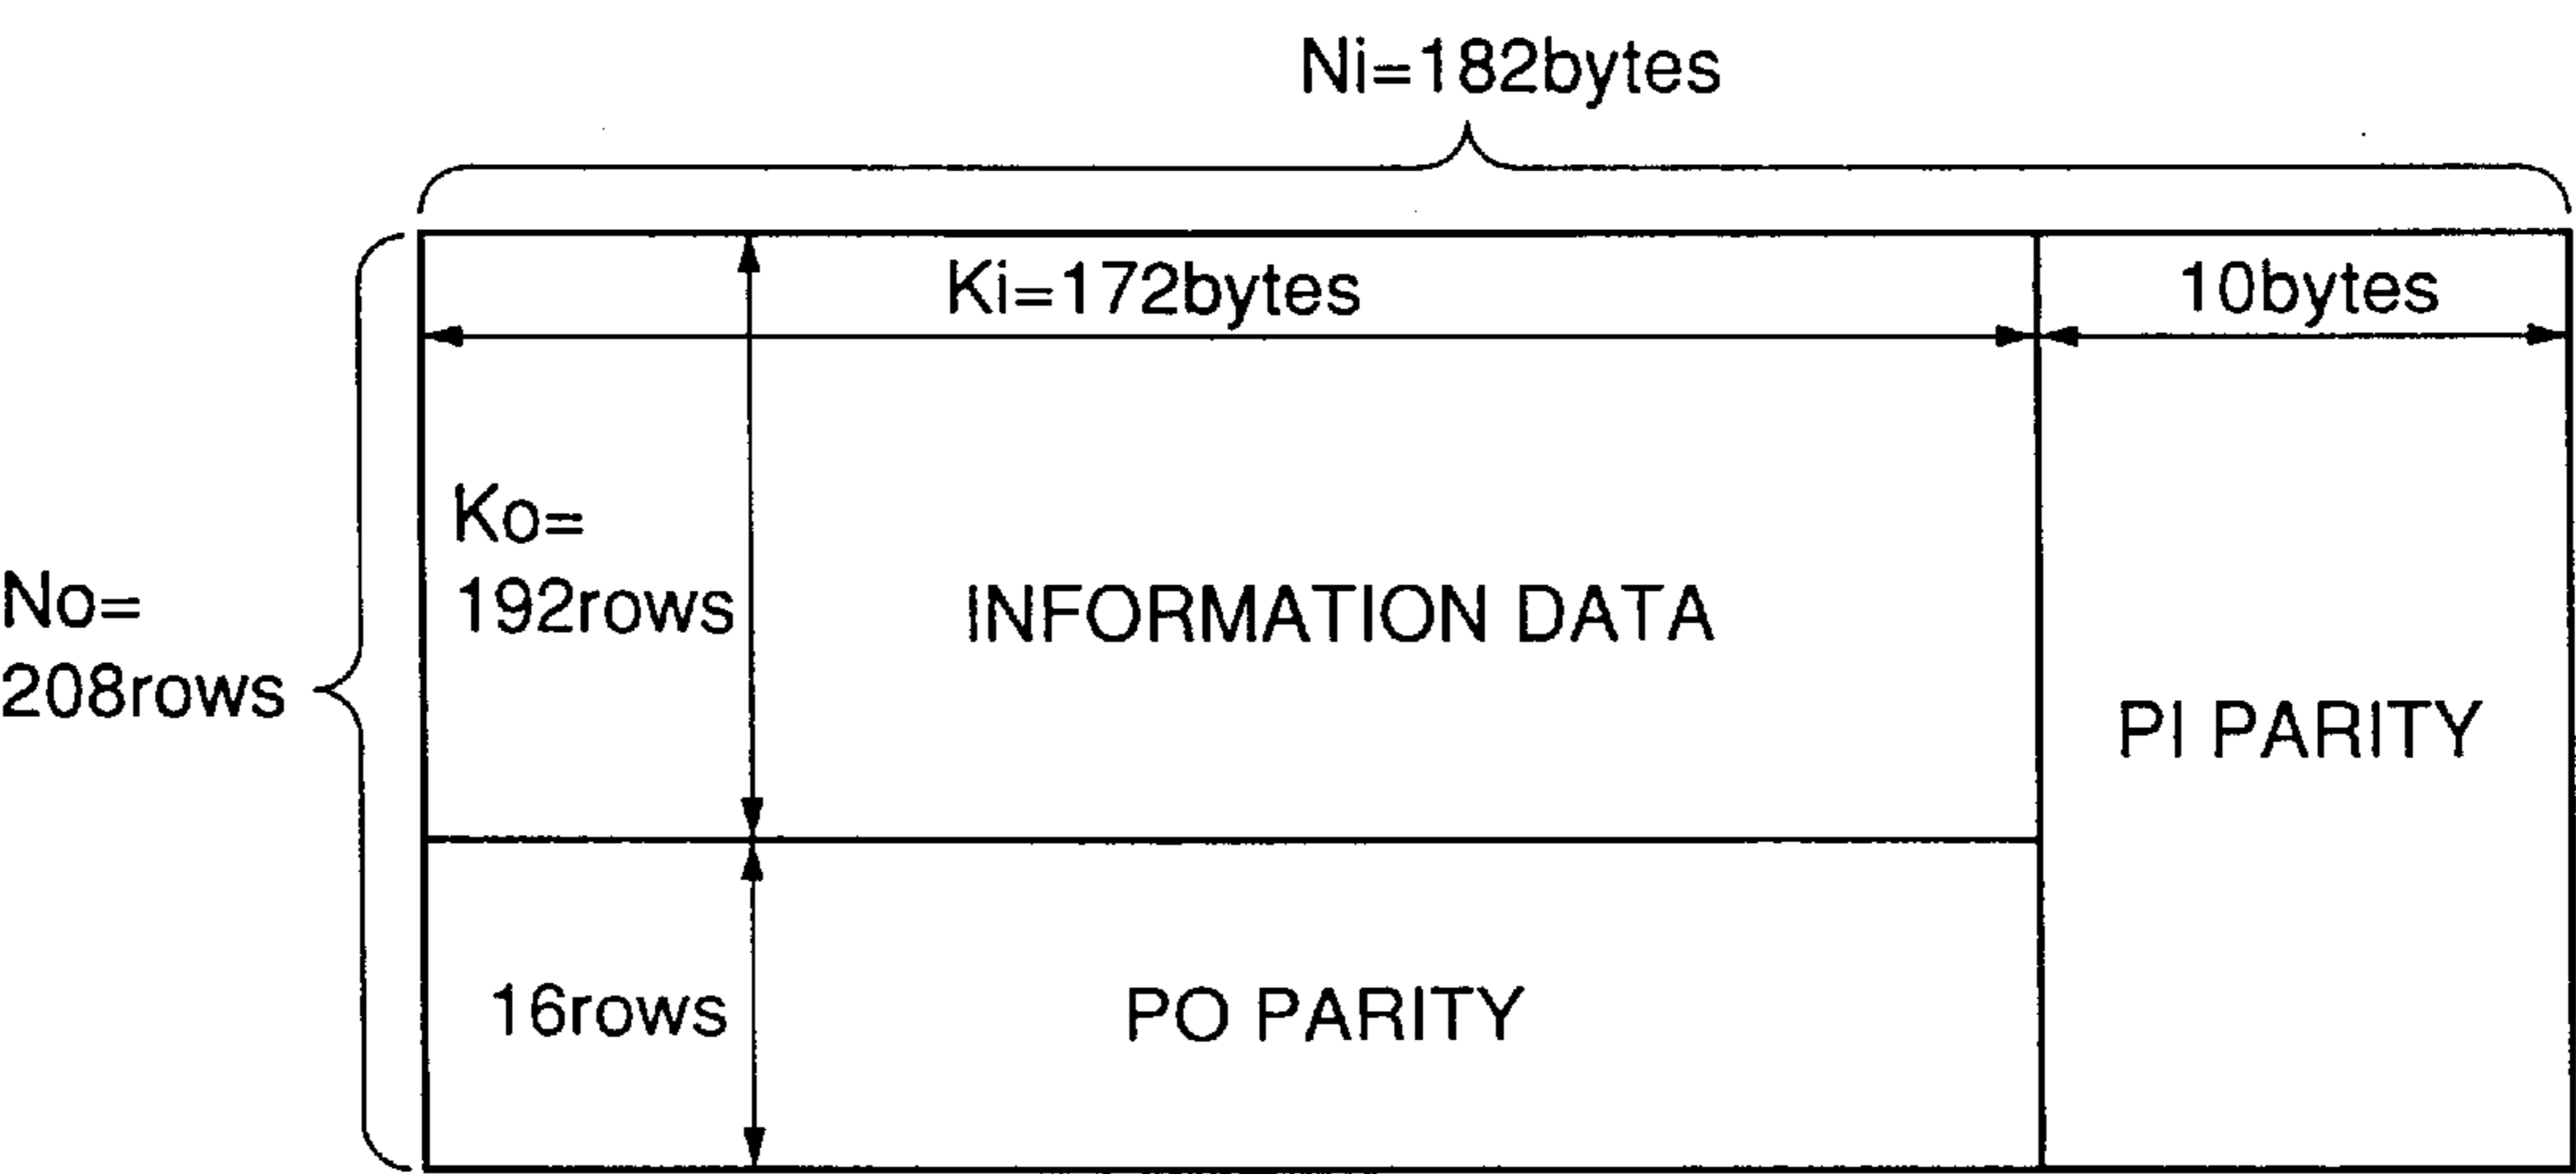 Ni=182bytes
Ki=172bytes
10bytes
Ko=
192rows
INFORMATION DATA
No=
208rows
PI PARITY
16rows
PO PARITY